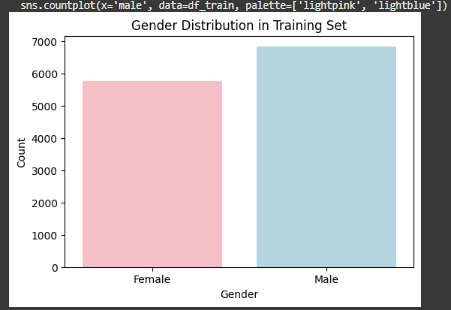 sns.countplot(x='male', data=df_train, palette=['lightpink', 'lightblue'])
Gender Distribution in Training Set
7000
6000
5000
4000
3000
2000
1000
0
Count
Female Male
Gender